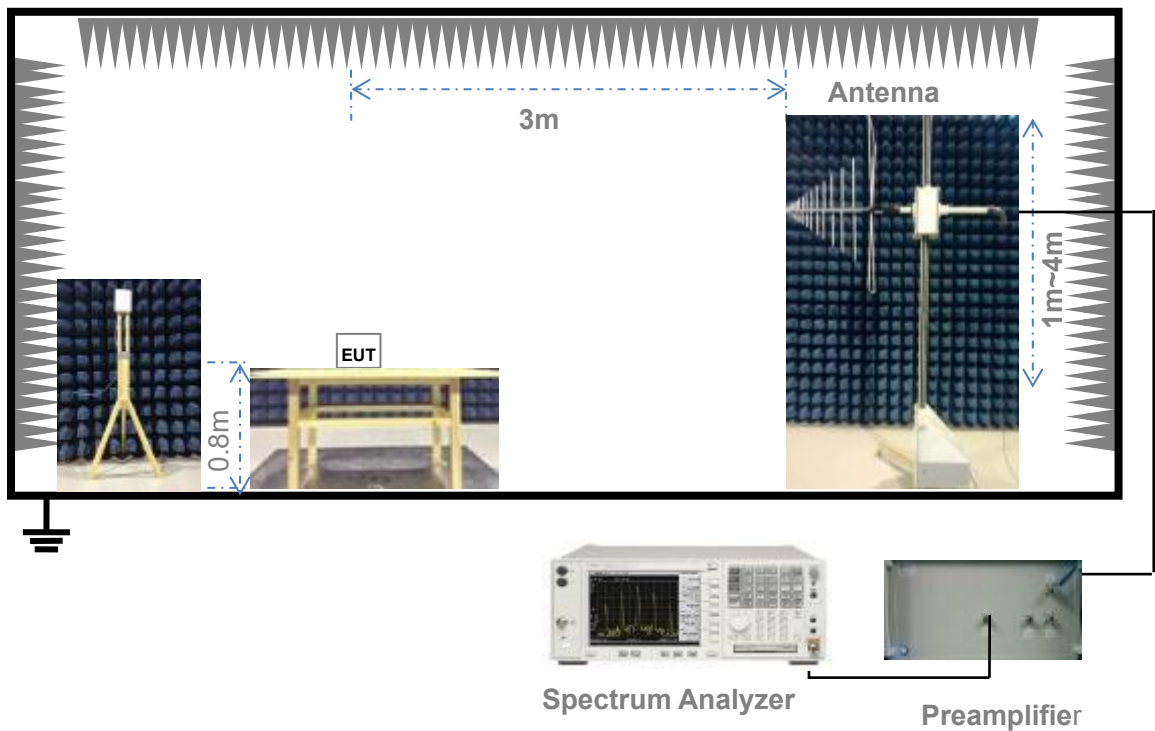 Antenna
3m
1m~4m
EUT
0.8m
Spectrum Analyzer
Preamplifier